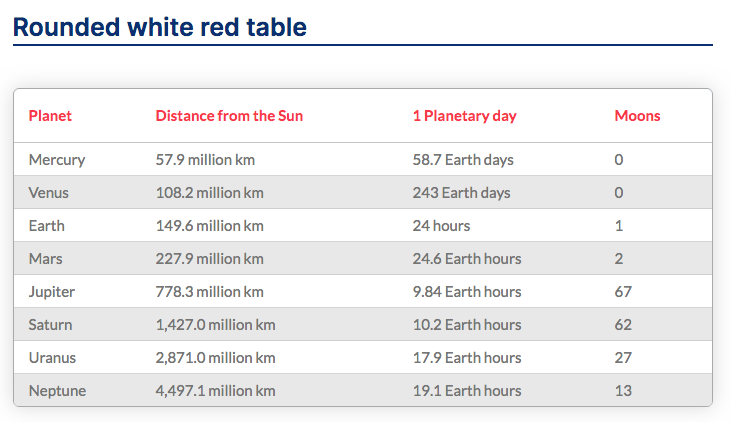 Rounded white red table
Planet Distance from the Sun 1 Planetary day Moons
Mercury 57.9 million km 58.7 Earth days 0
Venus 108.2 million km 243 Earth days 0
Earth 149.6 million km 24 hours 1
Mars 227.9 million km 24.6 Earth hours 2
Jupiter 778.3 million km 9.84 Earth hours 67
Saturn 1,427.0 million km 10.2 Earth hours 62
Uranus 2,871.0 million km 17.9 Earth hours 27
Neptune 4,497.1 million km 19.1 Earth hours 13